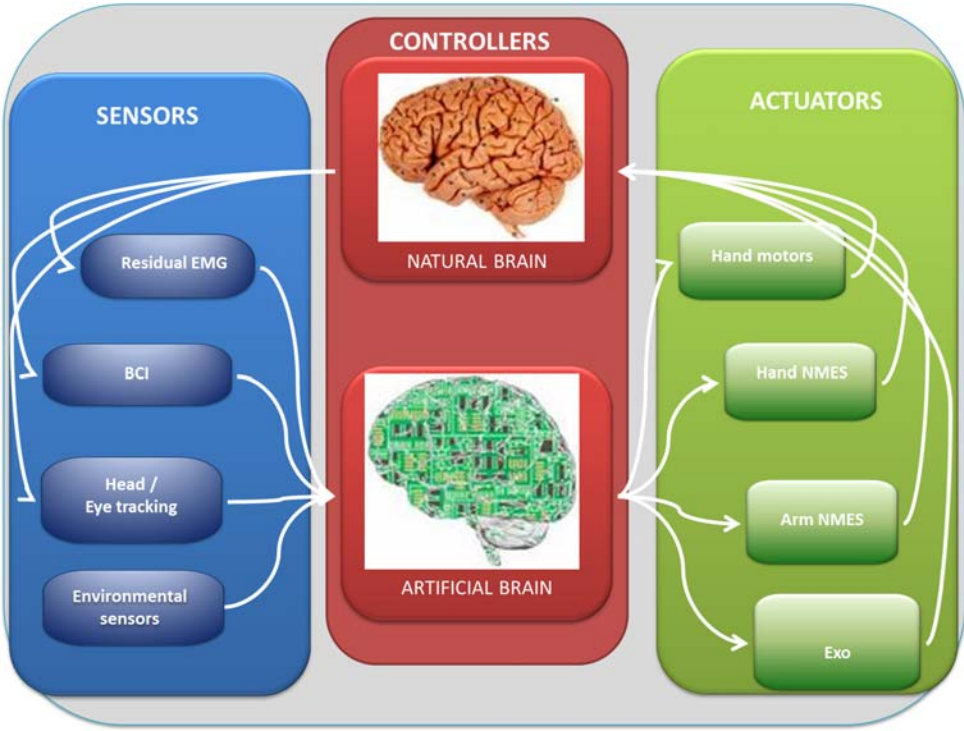 SENSORS
Residual EMG
BCI
Head /
Eye tracking
Environmental
sensors
CONTROLLERS
NATURAL BRAIN
ARTIFICIAL BRAIN
ACTUATORS
Hand motors
Hand NMES
Arm NMES
Exo